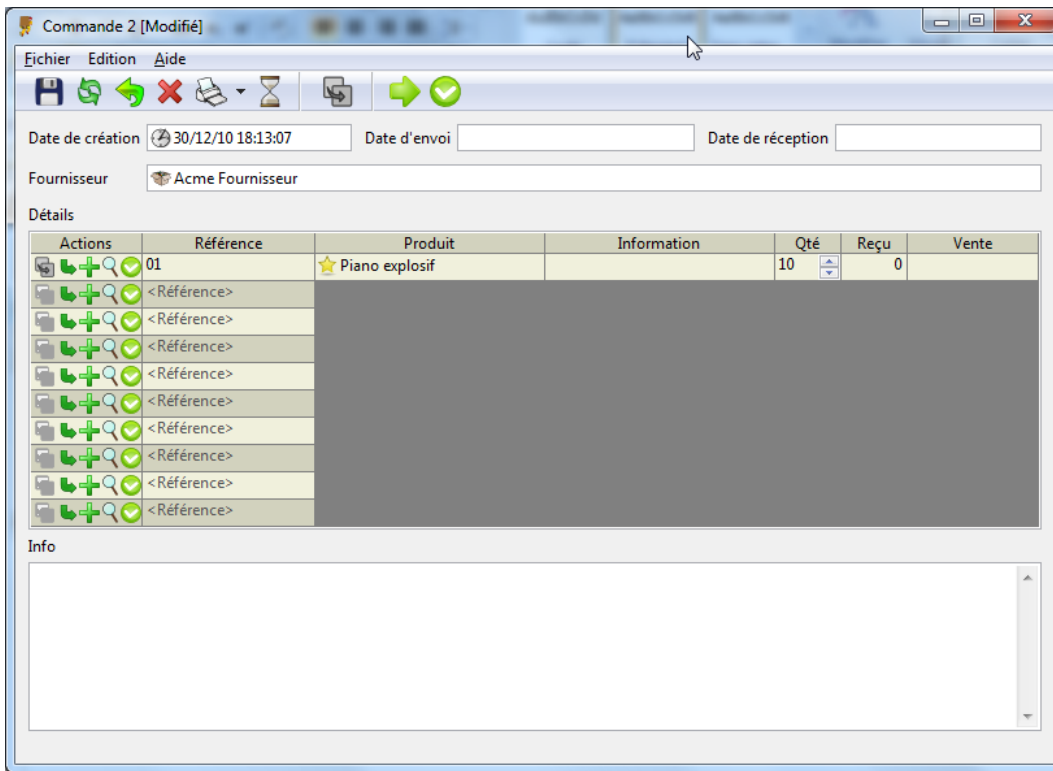 Commande 2 [Modifié]
Fichier Edition Aide
Date de création 30/12/10 18:13:07 Date d'envoi Date de réception
Fournisseur Acme Fournisseur
Détails
Actions Référence Produit Information Qté Reçu Vente
01 Piano explosif 10 0
<Référence>
<Référence>
<Référence>
<Référence>
<Référence>
<Référence>
<Référence>
<Référence>
<Référence>
Info